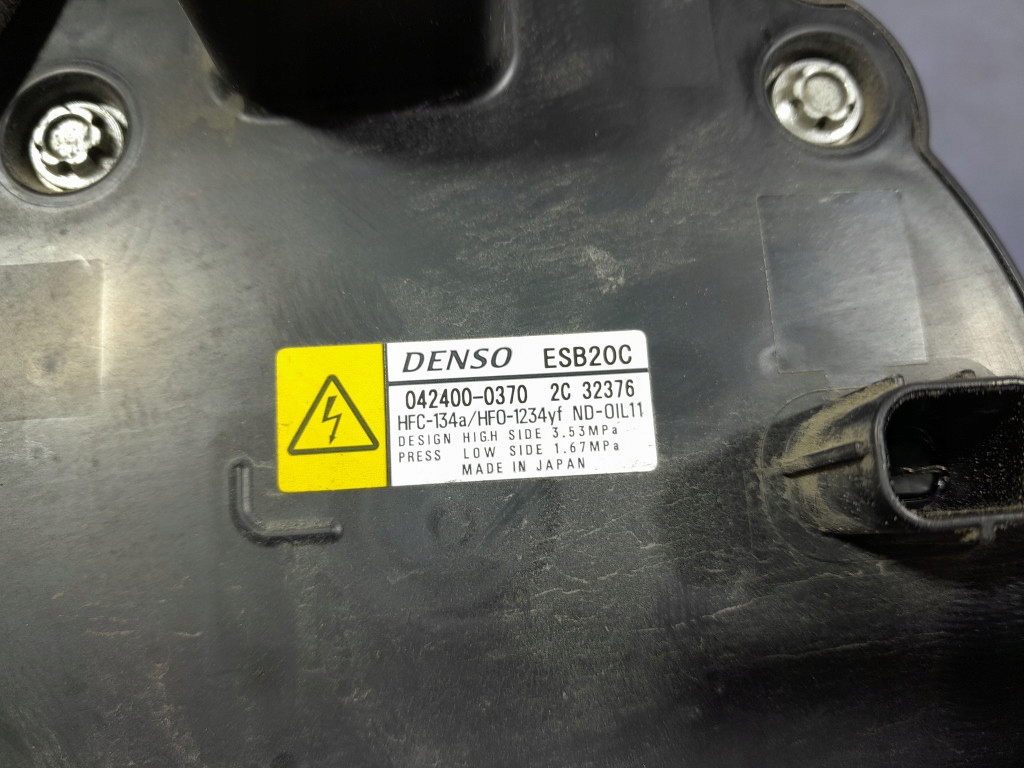 DENSO ESB20C
042400-0370 2C 32376
HFC-134a/HFO-1234yf ND-OIL11
DESIGN HIGH SIDE 3.53MPa
PRESS LOW SIDE 1.67MPa
MADE IN JAPAN